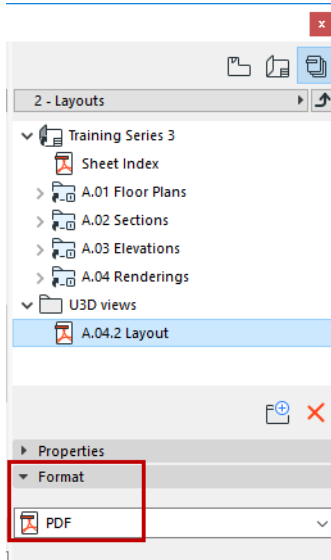 x
2 - Layouts
Training Series 3
Sheet Index
A.01 Floor Plans
A.02 Sections
A.03 Elevations
A.04 Renderings
U3D views
A.04.2 Layout
Properties
Format
PDF